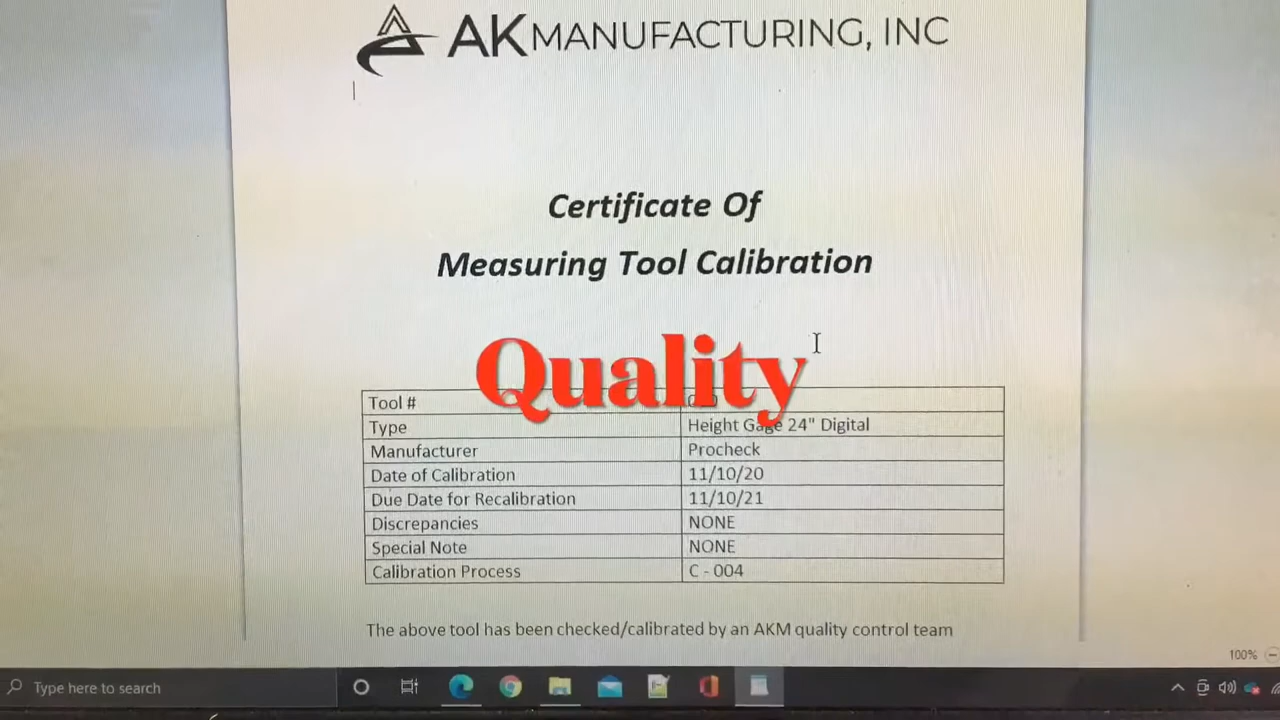 AK MANUFACTURING, INC
Certificate Of
Measuring Tool Calibration
Quality
Tool #
Type Height Gage 24" Digital
Manufacturer Procheck
Date of Calibration 11/10/20
Due Date for Recalibration 11/10/21
Discrepancies NONE
Special Note NONE
Calibration Process C - 004
The above tool has been checked/calibrated by an AKM quality control team
100%
Type here to search